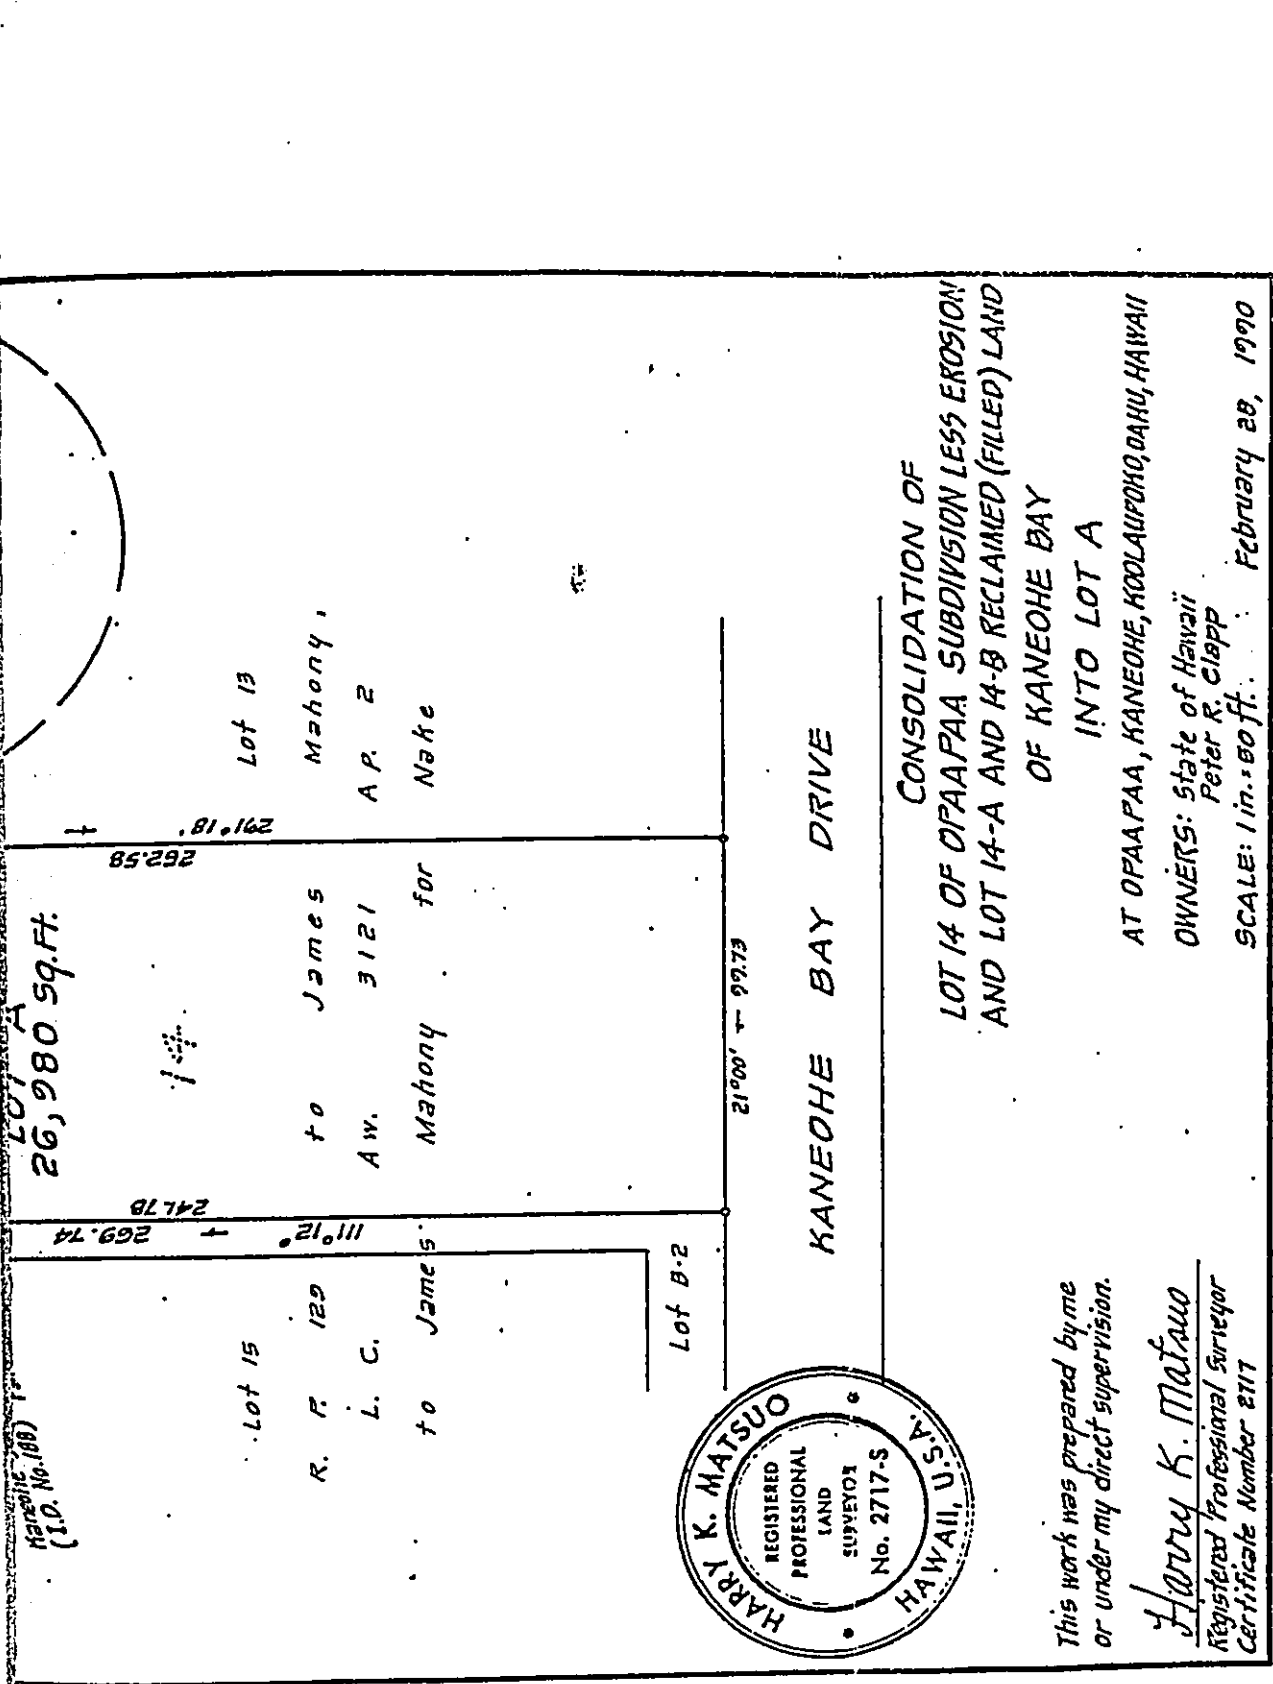 Kaneohe
(I.D. No. 188)
LOT A
26,980 Sq.Ft.
269.74
241.78
111°12'
262.58
291°18'
14
Lot 15
Lot 13
R. P. 129 to James Mahony,
L. C. Aw. 3121 A P. 2
to James Mahony for Nake
Lot B-2
21°00' 99.73
KANEOHE BAY DRIVE
HARRY K. MATSUO
REGISTERED
PROFESSIONAL
LAND
SURVEYOR
No. 2717-S
HAWAII, U.S.A.
CONSOLIDATION OF
LOT 14 OF OPAAPAA SUBDIVISION LESS EROSION
AND LOT 14-A AND 14-B RECLAIMED (FILLED) LAND
OF KANEOHE BAY
INTO LOT A
AT OPAAPAA, KANEOHE, KOOLAUPOKO, OAHU, HAWAII
OWNERS: State of Hawaii
Peter R. Clapp
SCALE: 1 in.=50 ft. February 28, 1990
This work was prepared by me
or under my direct supervision.
Harry K. Matsuo
Registered Professional Surveyor
Certificate Number 2717